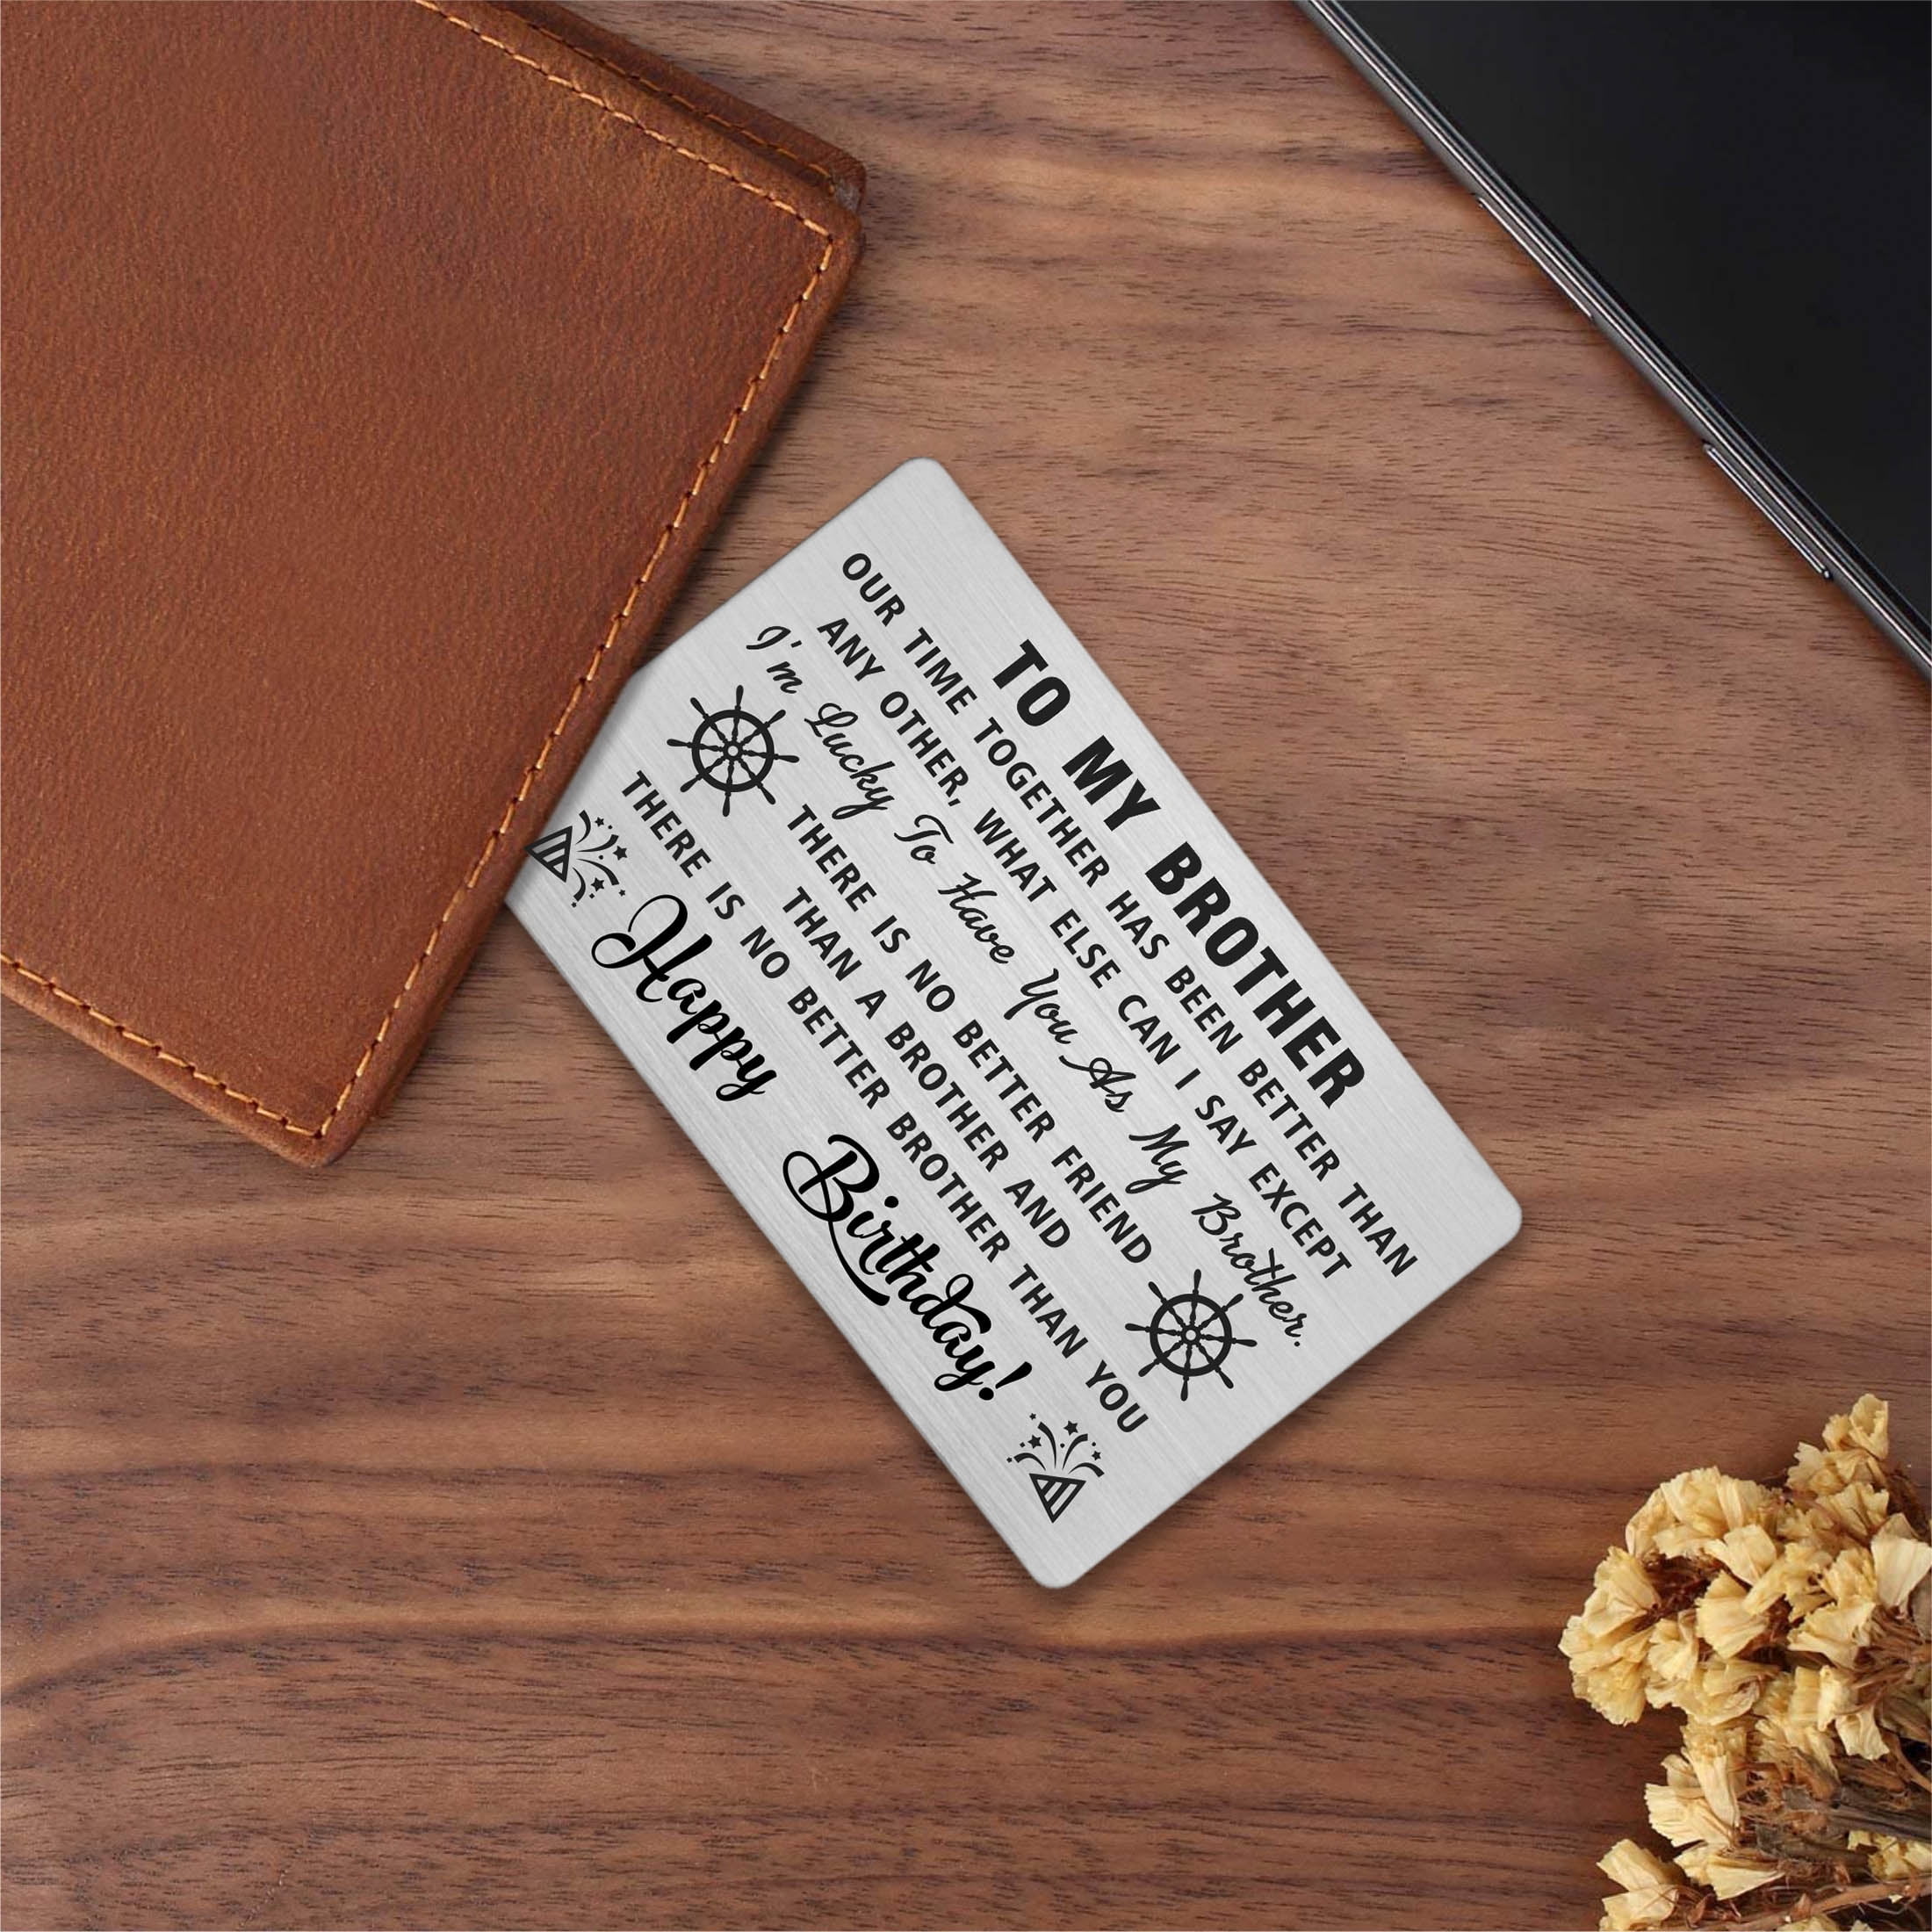 TO MY BROTHER
OUR TIME TOGETHER HAS BEEN BETTER THAN
ANY OTHER, WHAT ELSE CAN I SAY EXCEPT
I'm Lucky To Have You As My Brother.
THERE IS NO BETTER FRIEND
THAN A BROTHER AND
THERE IS NO BETTER BROTHER THAN YOU
Happy Birthday!